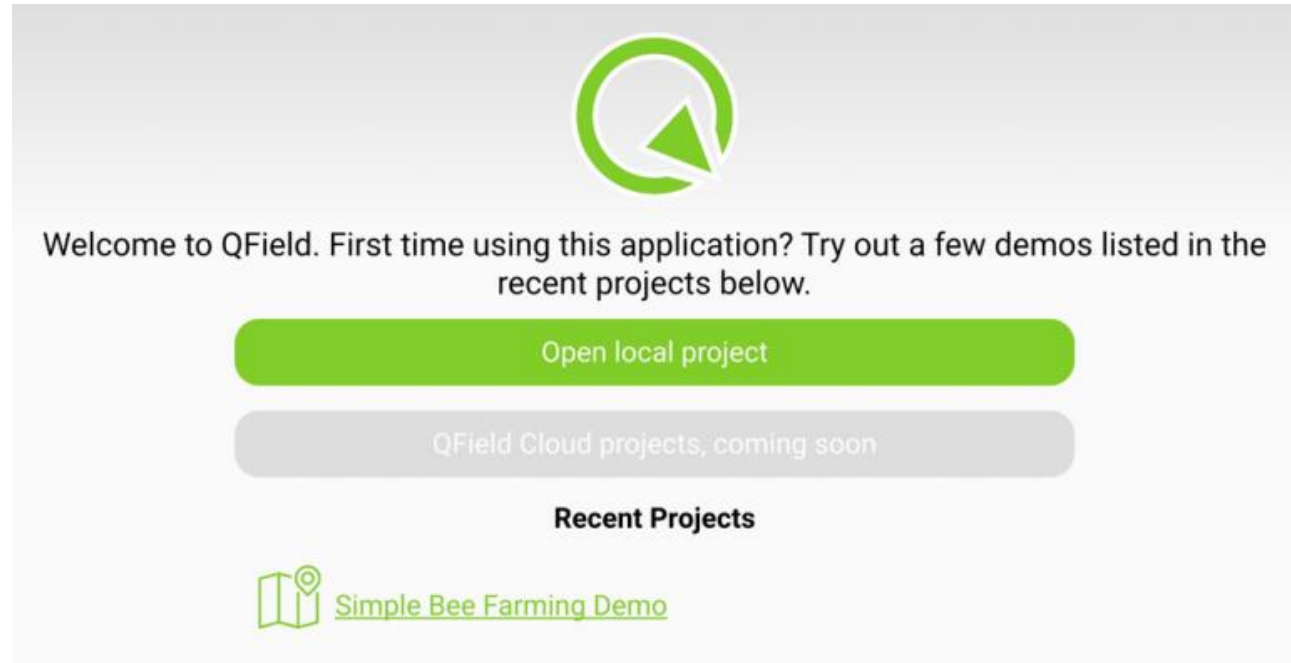 Welcome to QField. First time using this application? Try out a few demos listed in the
recent projects below.
Open local project
QField Cloud projects, coming soon
Recent Projects
Simple Bee Farming Demo